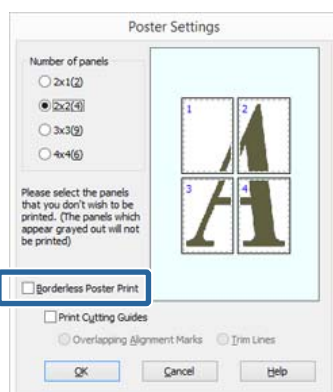 Poster Settings
Number of panels
2x1(2)
2x2(4)
3x3(9)
4x4(6)
1
2
3
4
Please select the panels
that you don't wish to be
printed. (The panels which
appear grayed out will not
be printed)
Borderless Poster Print
Print Cutting Guides
Overlapping Alignment Marks
Trim Lines
OK
Cancel
Help